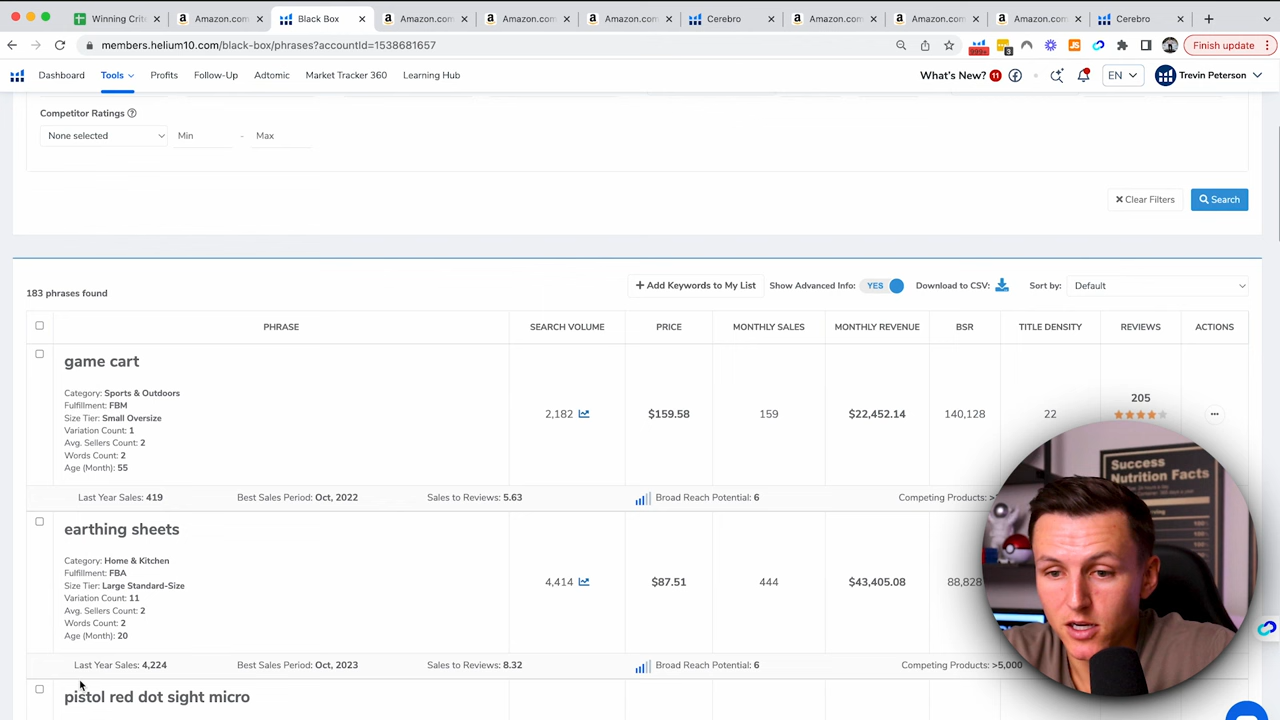 Winning Crite
Amazon.com
Black Box
Amazon.com
Amazon.com
Amazon.com
Cerebro
Amazon.com
Amazon.com
Amazon.com
Cerebro
members.helium10.com/black-box/phrases?accountId=1538681657
999+
3
JS
Finish update
Dashboard
Tools
Profits
Follow-Up
Adtomic
Market Tracker 360
Learning Hub
What's New? 11
EN
Trevin Peterson
Competitor Ratings
None selected
Min - Max
Clear Filters
Search
183 phrases found
+ Add Keywords to My List
Show Advanced Info: YES
Download to CSV:
Sort by: Default
PHRASE SEARCH VOLUME PRICE MONTHLY SALES MONTHLY REVENUE BSR TITLE DENSITY REVIEWS ACTIONS
game cart
Category: Sports & Outdoors
Fulfillment: FBM
Size Tier: Small Oversize
Variation Count: 1
Avg. Sellers Count: 2
Words Count: 2
Age (Month): 55
2,182 $159.58 159 $22,452.14 140,128 22 205
Last Year Sales: 419 Best Sales Period: Oct, 2022 Sales to Reviews: 5.63 Broad Reach Potential: 6 Competing Products: >
earthing sheets
Category: Home & Kitchen
Fulfillment: FBA
Size Tier: Large Standard-Size
Variation Count: 11
Avg. Sellers Count: 2
Words Count: 2
Age (Month): 20
4,414 $87.51 444 $43,405.08 88,828
Last Year Sales: 4,224 Best Sales Period: Oct, 2023 Sales to Reviews: 8.32 Broad Reach Potential: 6 Competing Products: >5,000
pistol red dot sight micro
Success
Nutrition Facts